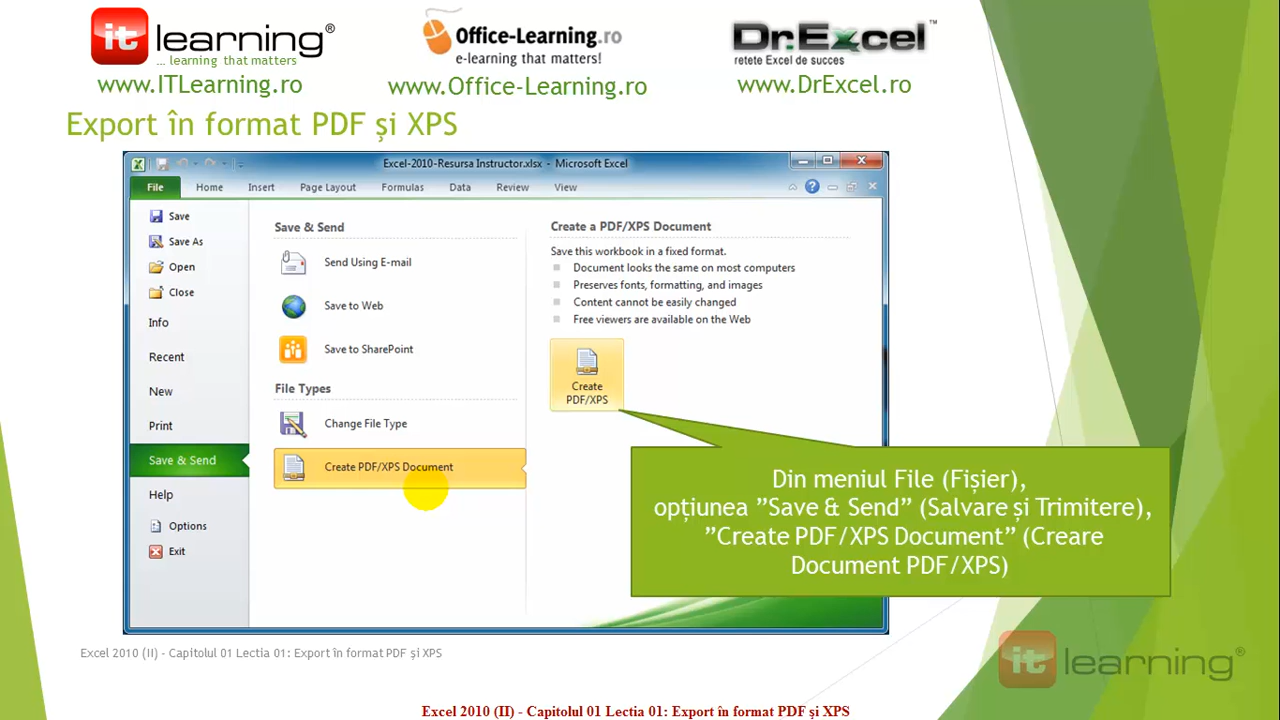 it learning®
... learning that matters
www.ITLearning.ro
Office-Learning.ro
e-learning that matters!
www.Office-Learning.ro
Dr.Excel™
retete Excel de succes
www.DrExcel.ro
Export în format PDF și XPS
Excel-2010-Resursa Instructor.xlsx - Microsoft Excel
File Home Insert Page Layout Formulas Data Review View
Save
Save As
Open
Close
Info
Recent
New
Print
Save & Send
Help
Options
Exit
Save & Send
Send Using E-mail
Save to Web
Save to SharePoint
File Types
Change File Type
Create PDF/XPS Document
Create a PDF/XPS Document
Save this workbook in a fixed format.
Document looks the same on most computers
Preserves fonts, formatting, and images
Content cannot be easily changed
Free viewers are available on the Web
Create
PDF/XPS
Din meniul File (Fișier),
opțiunea ”Save & Send” (Salvare și Trimitere),
”Create PDF/XPS Document” (Creare
Document PDF/XPS)
Excel 2010 (II) - Capitolul 01 Lectia 01: Export în format PDF și XPS
it learning®
Excel 2010 (II) - Capitolul 01 Lectia 01: Export în format PDF și XPS